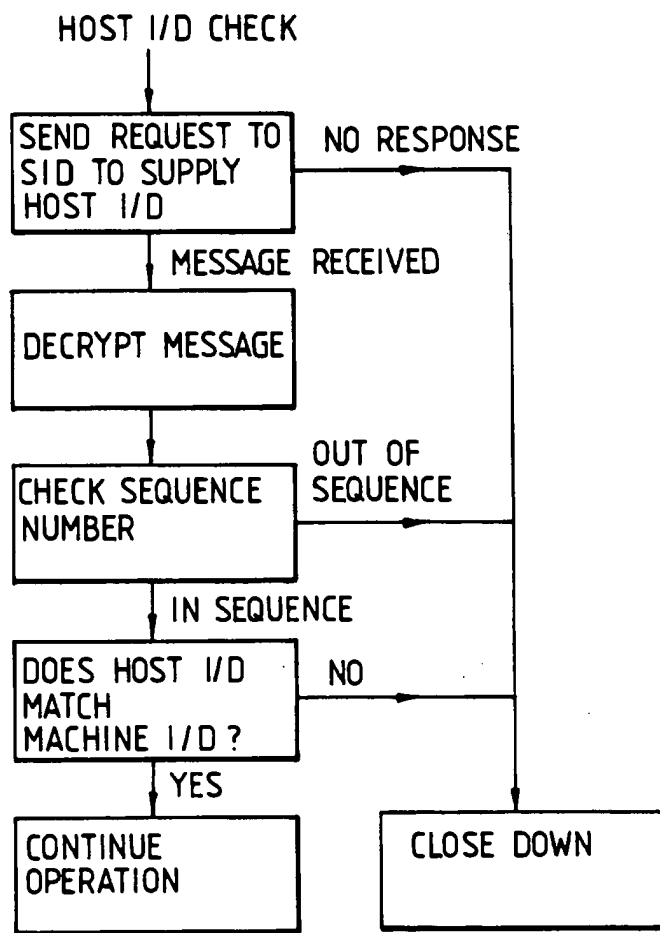 HOST I/D CHECK
SEND REQUEST TO
SID TO SUPPLY
HOST I/D
NO RESPONSE
MESSAGE RECEIVED
DECRYPT MESSAGE
CHECK SEQUENCE
NUMBER
OUT OF
SEQUENCE
IN SEQUENCE
DOES HOST I/D
MATCH
MACHINE I/D ?
NO
YES
CONTINUE
OPERATION
CLOSE DOWN